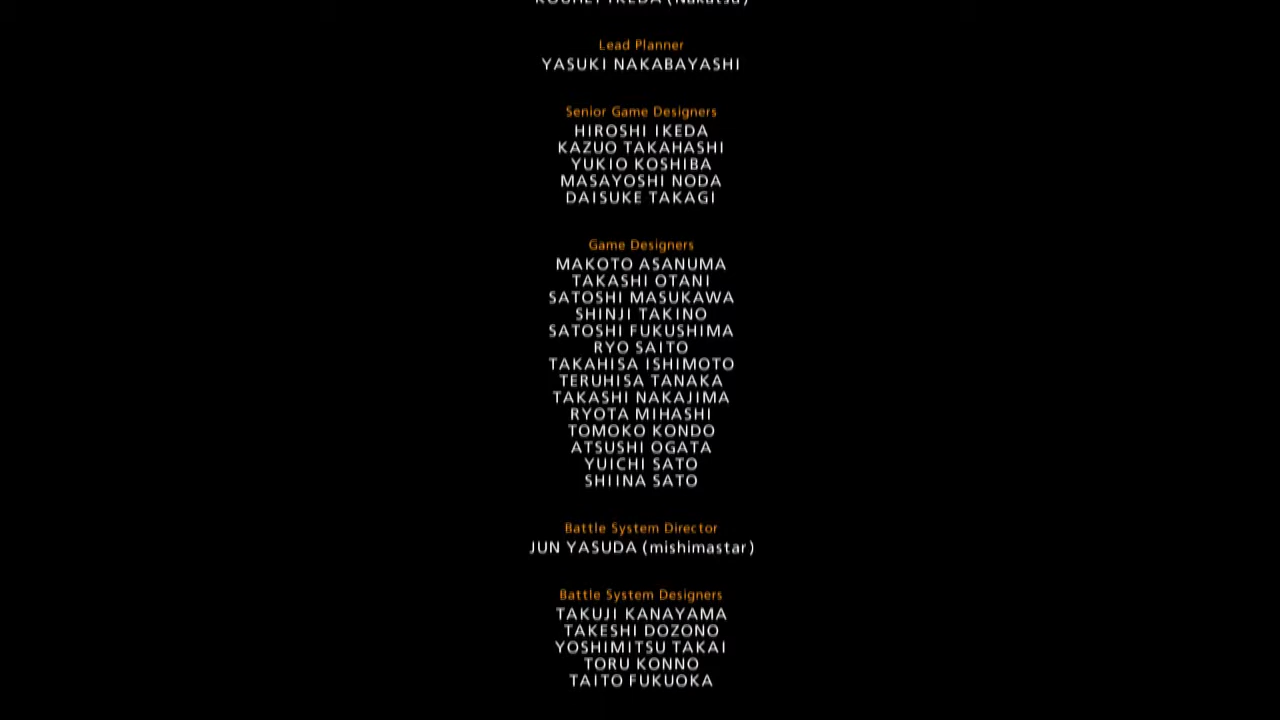 KOUHEI IKEDA (Nakatsu)
Lead Planner
YASUKI NAKABAYASHI
Senior Game Designers
HIROSHI IKEDA
KAZUO TAKAHASHI
YUKIO KOSHIBA
MASAYOSHI NODA
DAISUKE TAKAGI
Game Designers
MAKOTO ASANUMA
TAKASHI OTANI
SATOSHI MASUKAWA
SHINJI TAKINO
SATOSHI FUKUSHIMA
RYO SAITO
TAKAHISA ISHIMOTO
TERUHISA TANAKA
TAKASHI NAKAJIMA
RYOTA MIHASHI
TOMOKO KONDO
ATSUSHI OGATA
YUICHI SATO
SHIINA SATO
Battle System Director
JUN YASUDA (mishimastar)
Battle System Designers
TAKUJI KANAYAMA
TAKESHI DOZONO
YOSHIMITSU TAKAI
TORU KONNO
TAITO FUKUOKA